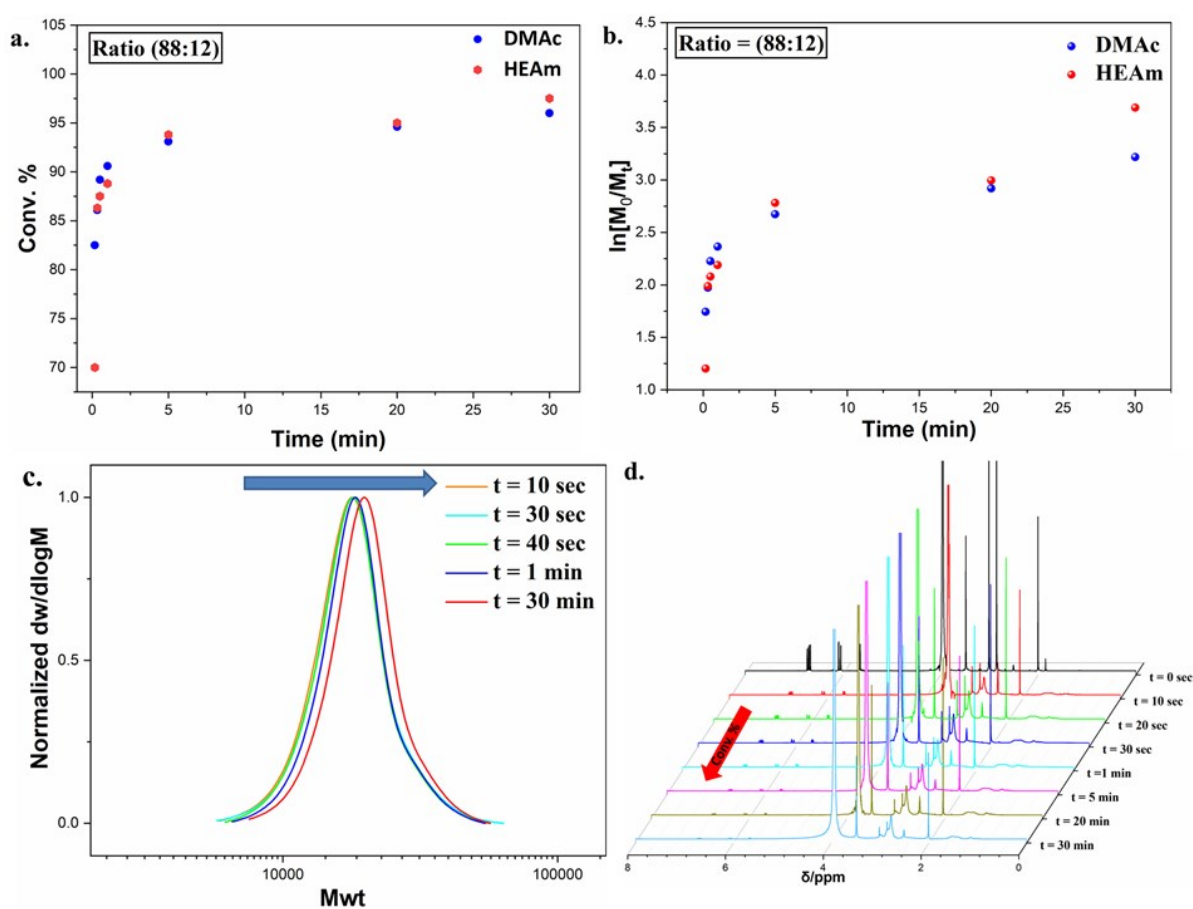 a.
Ratio (88:12)
DMAc
HEAm
100
95
90
85
80
75
70
Conv. %
0
5
10
15
20
25
30
Time (min)
b.
Ratio = (88:12)
DMAc
HEAm
4.5
4.0
3.5
3.0
2.5
2.0
1.5
1.0
ln[M0/Mt]
0
5
10
15
20
25
30
Time (min)
c.
t = 10 sec
t = 30 sec
t = 40 sec
t = 1 min
t = 30 min
1.0
0.5
0.0
Normalized dw/dlogM
10000
100000
Mwt
d.
Conv. %
t = 0 sec
t = 10 sec
t = 20 sec
t = 30 sec
t =1 min
t = 5 min
t = 20 min
t = 30 min
8
6
4
2
0
δ/ppm